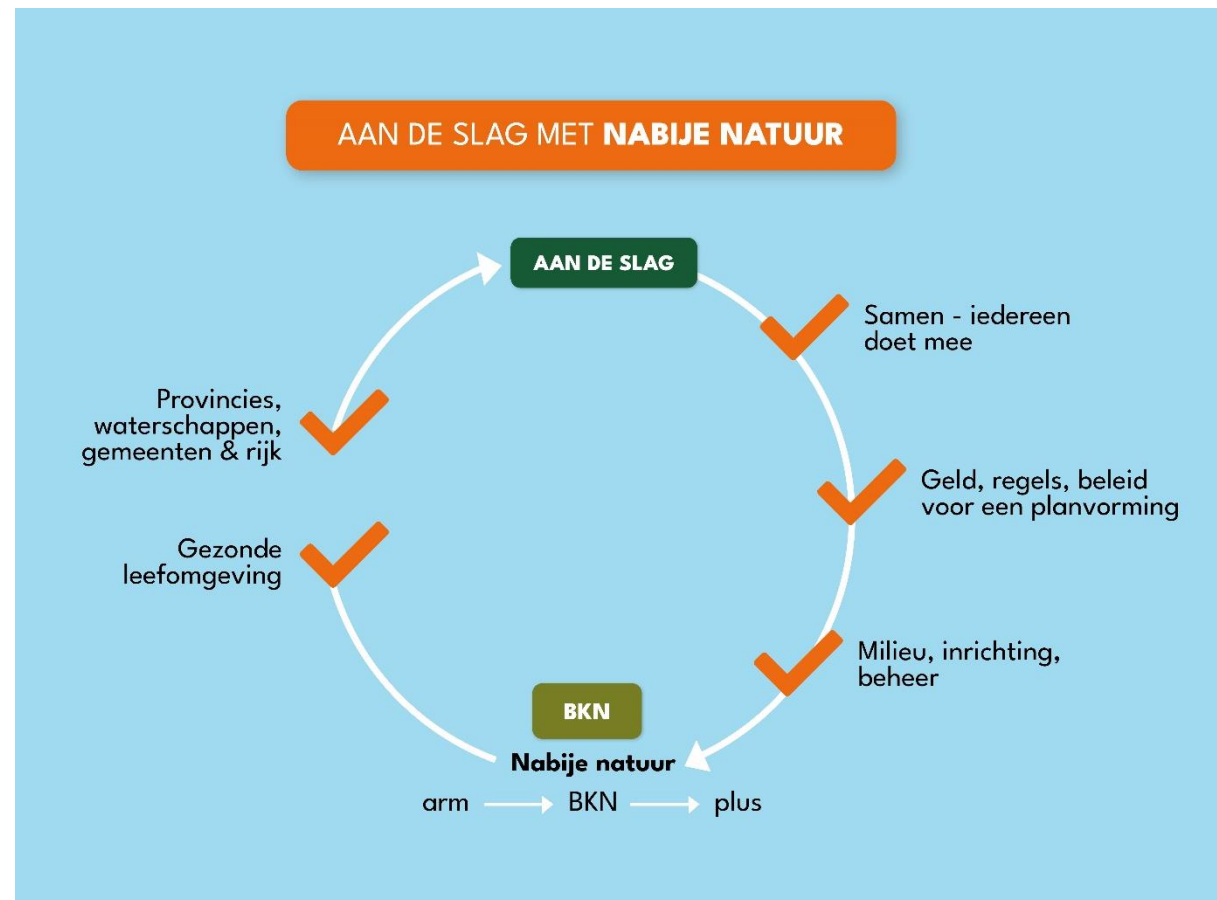 AAN DE SLAG MET NABIJE NATUUR
AAN DE SLAG
Samen - iedereen
doet mee
Geld, regels, beleid
voor een planvorming
Milieu, inrichting,
beheer
BKN
Nabije natuur
arm BKN plus
Gezonde
leefomgeving
Provincies,
waterschappen,
gemeenten & rijk